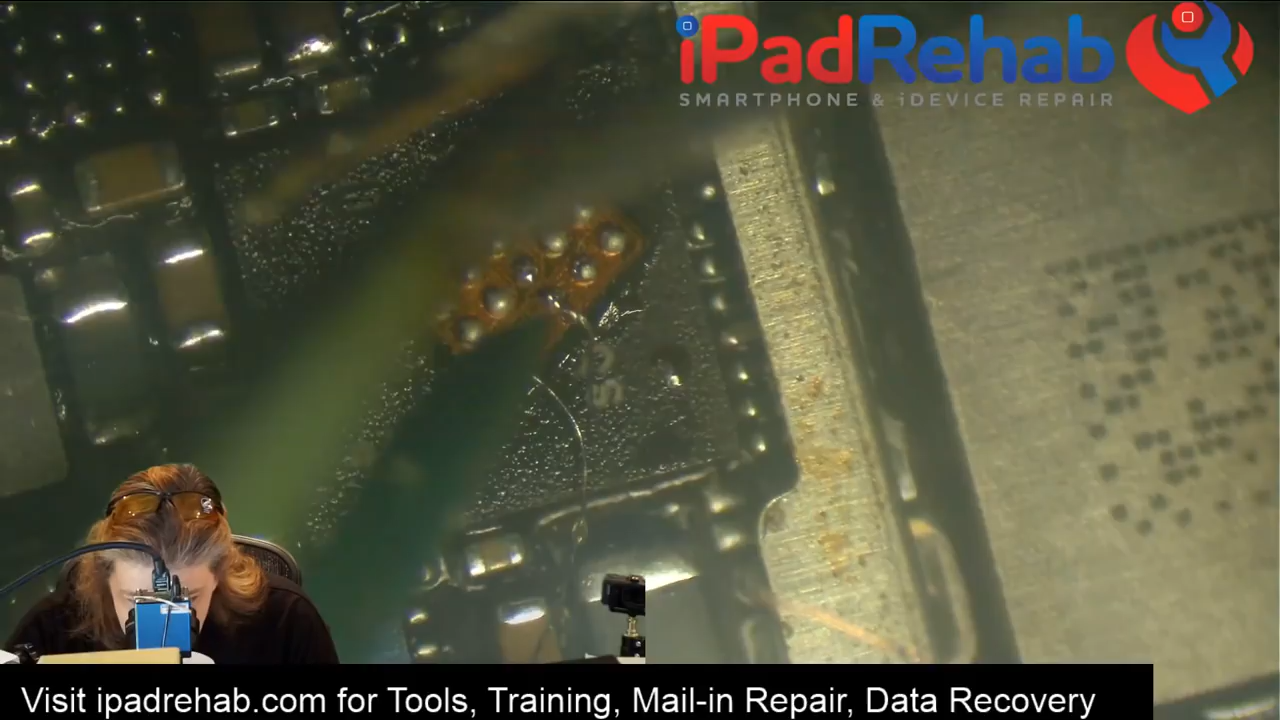 iPadRehab
SMARTPHONE & iDEVICE REPAIR
Visit ipadrehab.com for Tools, Training, Mail-in Repair, Data Recovery